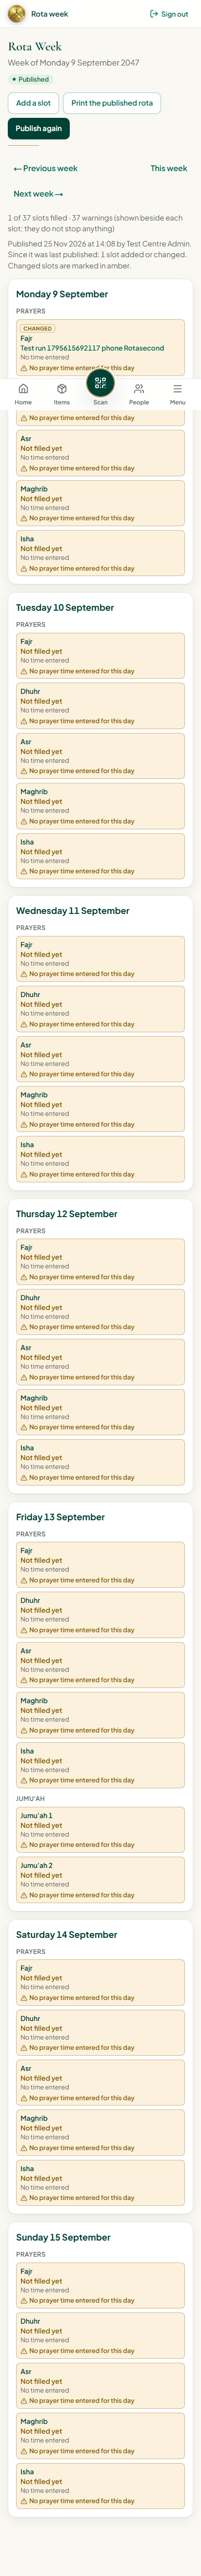 Rota week
Sign out
Rota Week
Week of Monday 9 September 2047
Published
Add a slot
Print the published rota
Publish again
← Previous week
This week
Next week →
1 of 37 slots filled · 37 warnings (shown beside each
slot; they do not stop anything)
Published 25 Nov 2026 at 14:08 by Test Centre Admin.
Since it was last published: 1 slot added or changed.
Changed slots are marked in amber.
Monday 9 September
PRAYERS
CHANGED
Fajr
Test run 1795615692117 phone Rotasecond
No time entered
No prayer time entered for this day
Home
Items
Scan
People
Menu
No prayer time entered for this day
Asr
Not filled yet
No time entered
No prayer time entered for this day
Maghrib
Not filled yet
No time entered
No prayer time entered for this day
Isha
Not filled yet
No time entered
No prayer time entered for this day
Tuesday 10 September
PRAYERS
Fajr
Not filled yet
No time entered
No prayer time entered for this day
Dhuhr
Not filled yet
No time entered
No prayer time entered for this day
Asr
Not filled yet
No time entered
No prayer time entered for this day
Maghrib
Not filled yet
No time entered
No prayer time entered for this day
Isha
Not filled yet
No time entered
No prayer time entered for this day
Wednesday 11 September
PRAYERS
Fajr
Not filled yet
No time entered
No prayer time entered for this day
Dhuhr
Not filled yet
No time entered
No prayer time entered for this day
Asr
Not filled yet
No time entered
No prayer time entered for this day
Maghrib
Not filled yet
No time entered
No prayer time entered for this day
Isha
Not filled yet
No time entered
No prayer time entered for this day
Thursday 12 September
PRAYERS
Fajr
Not filled yet
No time entered
No prayer time entered for this day
Dhuhr
Not filled yet
No time entered
No prayer time entered for this day
Asr
Not filled yet
No time entered
No prayer time entered for this day
Maghrib
Not filled yet
No time entered
No prayer time entered for this day
Isha
Not filled yet
No time entered
No prayer time entered for this day
Friday 13 September
PRAYERS
Fajr
Not filled yet
No time entered
No prayer time entered for this day
Dhuhr
Not filled yet
No time entered
No prayer time entered for this day
Asr
Not filled yet
No time entered
No prayer time entered for this day
Maghrib
Not filled yet
No time entered
No prayer time entered for this day
Isha
Not filled yet
No time entered
No prayer time entered for this day
JUMU'AH
Jumu'ah 1
Not filled yet
No time entered
No prayer time entered for this day
Jumu'ah 2
Not filled yet
No time entered
No prayer time entered for this day
Saturday 14 September
PRAYERS
Fajr
Not filled yet
No time entered
No prayer time entered for this day
Dhuhr
Not filled yet
No time entered
No prayer time entered for this day
Asr
Not filled yet
No time entered
No prayer time entered for this day
Maghrib
Not filled yet
No time entered
No prayer time entered for this day
Isha
Not filled yet
No time entered
No prayer time entered for this day
Sunday 15 September
PRAYERS
Fajr
Not filled yet
No time entered
No prayer time entered for this day
Dhuhr
Not filled yet
No time entered
No prayer time entered for this day
Asr
Not filled yet
No time entered
No prayer time entered for this day
Maghrib
Not filled yet
No time entered
No prayer time entered for this day
Isha
Not filled yet
No time entered
No prayer time entered for this day